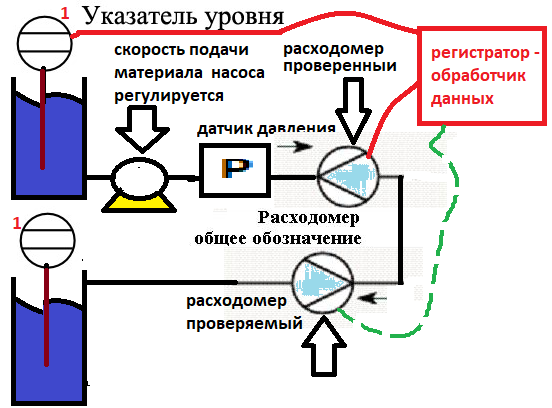 1 Указатель уровня
скорость подачи
материала насоса
регулируется
расходомер
проверенный
регистратор -
обработчик
данных
датчик давления
P
Расходомер
общее обозначение
1
расходомер
проверяемый